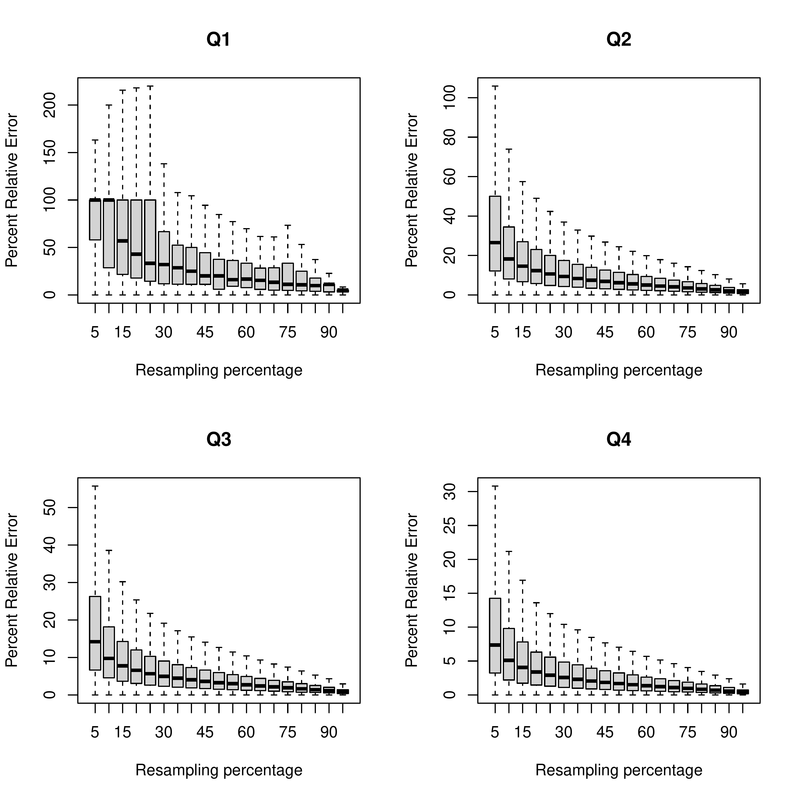 Q1
Percent Relative Error
0 50 100 150 200
5 15 30 45 60 75 90
Resampling percentage
Q2
Percent Relative Error
0 20 40 60 80 100
5 15 30 45 60 75 90
Resampling percentage
Q3
Percent Relative Error
0 10 20 30 40 50
5 15 30 45 60 75 90
Resampling percentage
Q4
Percent Relative Error
0 5 10 15 20 25 30
5 15 30 45 60 75 90
Resampling percentage